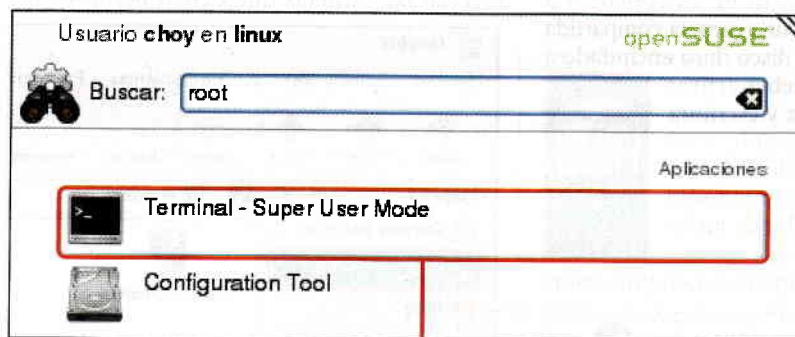 Usuario choy en linux
openSUSE
Buscar: root
Aplicaciones
Terminal - Super User Mode
Configuration Tool